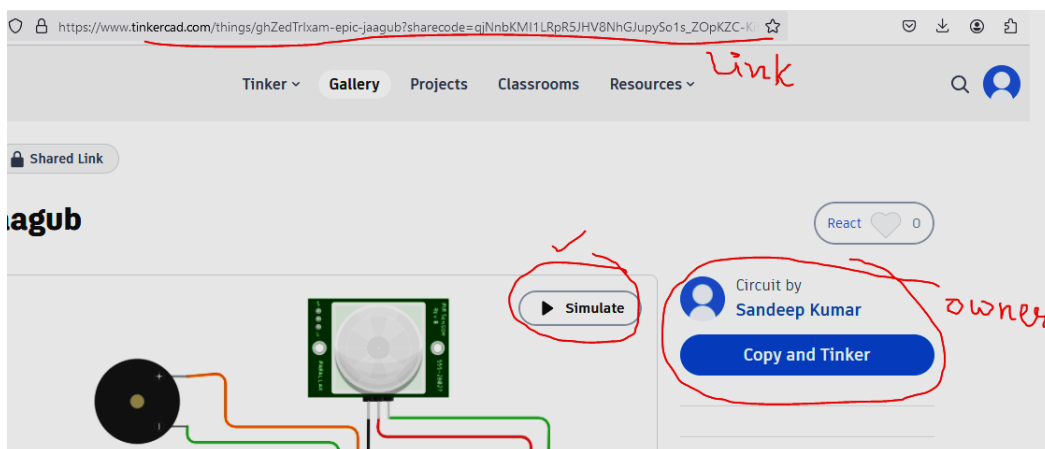 https://www.tinkercad.com/things/ghZedTrlxam-epic-jaagub?sharecode=qjNnbKMI1LRpR5JHV8NhGJupySo1s_ZOpKZC-K
Link
Tinker Gallery Projects Classrooms Resources
Shared Link
agub
React 0
Simulate
Circuit by
Sandeep Kumar
owner
Copy and Tinker